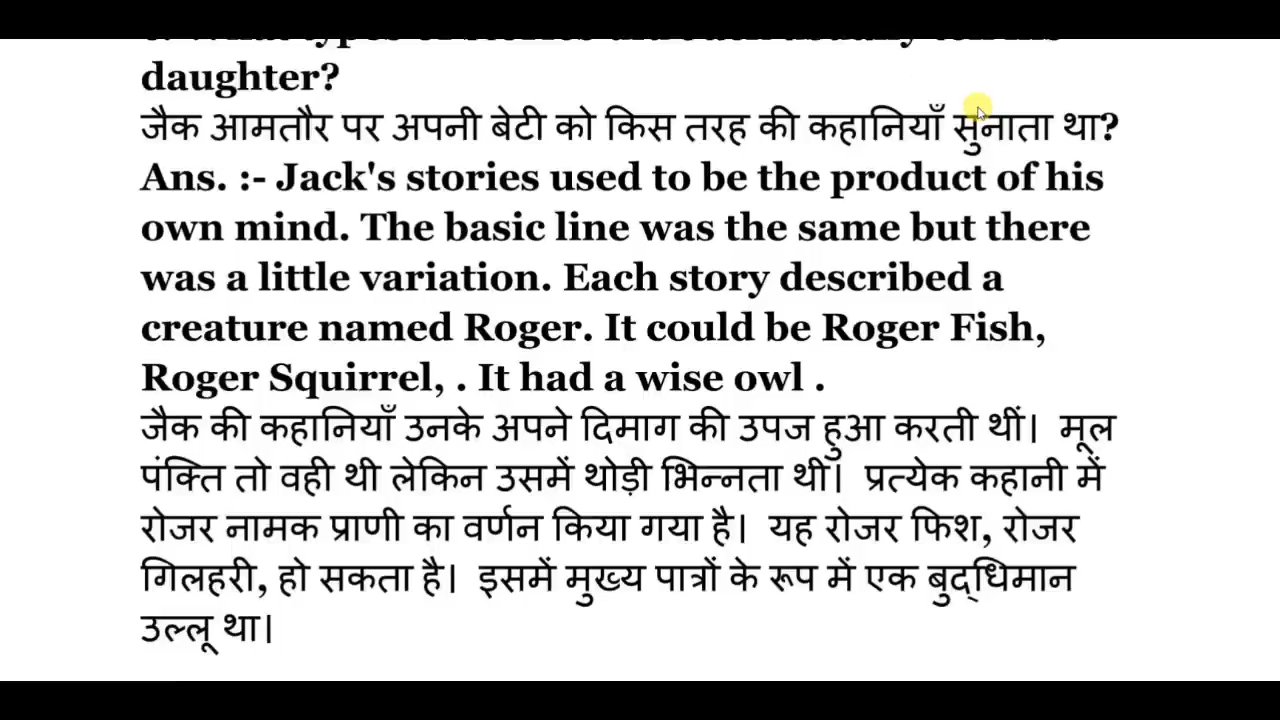 daughter?
जैक आमतौर पर अपनी बेटी को किस तरह की कहानियाँ सुनाता था?
Ans. :- Jack's stories used to be the product of his
own mind. The basic line was the same but there
was a little variation. Each story described a
creature named Roger. It could be Roger Fish,
Roger Squirrel, . It had a wise owl .
जैक की कहानियाँ उनके अपने दिमाग की उपज हुआ करती थीं। मूल
पंक्ति तो वही थी लेकिन उसमें थोड़ी भिन्नता थी। प्रत्येक कहानी में
रोजर नामक प्राणी का वर्णन किया गया है। यह रोजर फिश, रोजर
गिलहरी, हो सकता है। इसमें मुख्य पात्रों के रूप में एक बुद्धिमान
उल्लू था।